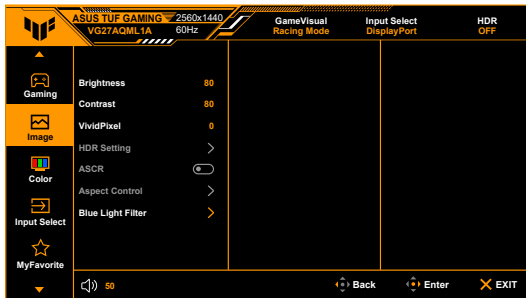 ASUS TUF GAMING
VG27AQML1A
2560x1440
60Hz
GameVisual
Racing Mode
Input Select
DisplayPort
HDR
OFF
Gaming
Image
Color
Input Select
MyFavorite
Brightness 80
Contrast 80
VividPixel 0
HDR Setting
ASCR
Aspect Control
Blue Light Filter
50
Back
Enter
EXIT